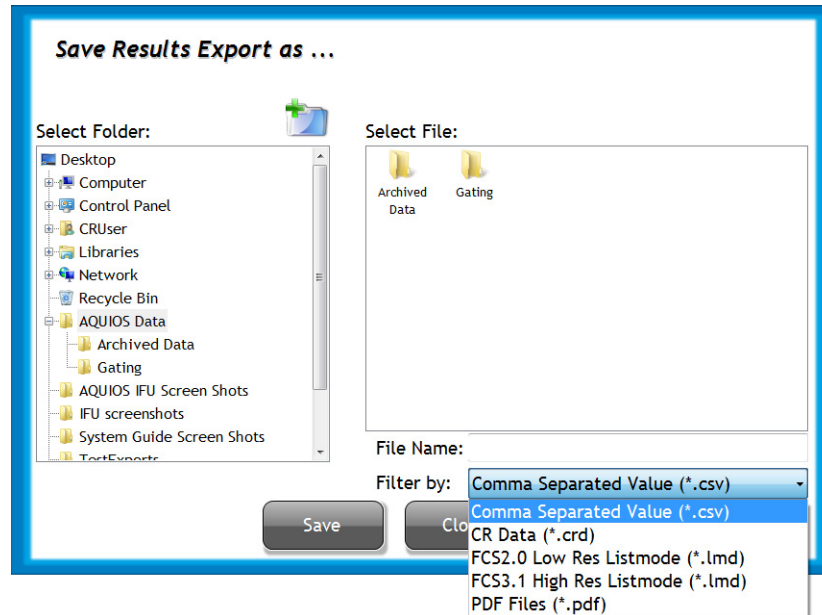 Save Results Export as ...
Select Folder:
Desktop
Computer
Control Panel
CRUser
Libraries
Network
Recycle Bin
AQUIOS Data
Archived Data
Gating
AQUIOS IFU Screen Shots
IFU screenshots
System Guide Screen Shots
TestExports
Select File:
Archived
Data
Gating
File Name:
Filter by: Comma Separated Value (*.csv)
Comma Separated Value (*.csv)
CR Data (*.crd)
FCS2.0 Low Res Listmode (*.lmd)
FCS3.1 High Res Listmode (*.lmd)
PDF Files (*.pdf)
Save
Clo